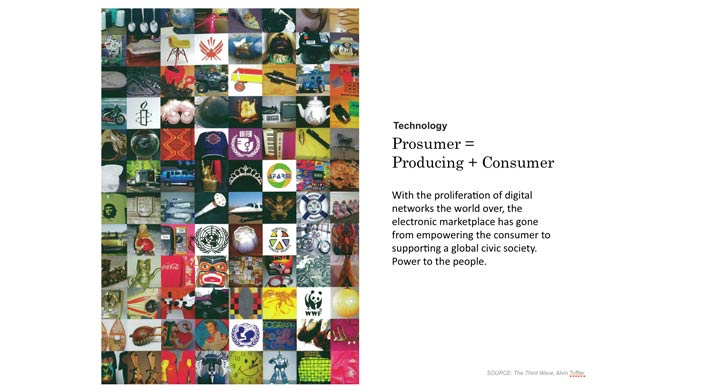 Technology
Prosumer =
Producing + Consumer
With the proliferation of digital
networks the world over, the
electronic marketplace has gone
from empowering the consumer to
supporting a global civic society.
Power to the people.
SOURCE: The Third Wave, Alvin Toffler
Coca-Cola
WWF